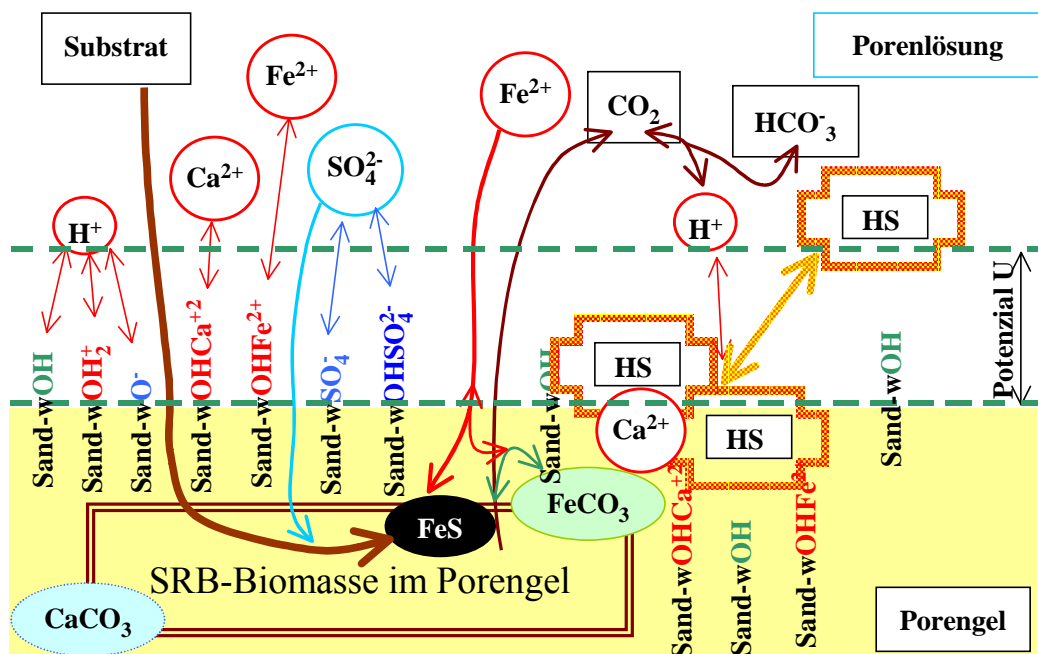 Substrat
Fe²⁺
Fe²⁺
Porenlösung
CO₂
HCO⁻₃
Ca²⁺
SO₄²⁻
H⁺
H⁺
HS
Potenzial U
Sand-wOH
Sand-wOH₂⁺
Sand-wO⁻
Sand-wOHCa⁺²
Sand-wOHFe²⁺
Sand-wSO₄⁻
Sand-wOHSO₄²⁻
Sand-wOH
HS
Ca²⁺
HS
Sand-wOH
FeS
FeCO₃
Sand-wOHCa⁺²
Sand-wOH
Sand-wOHFe²
SRB-Biomasse im Porengel
CaCO₃
Porengel